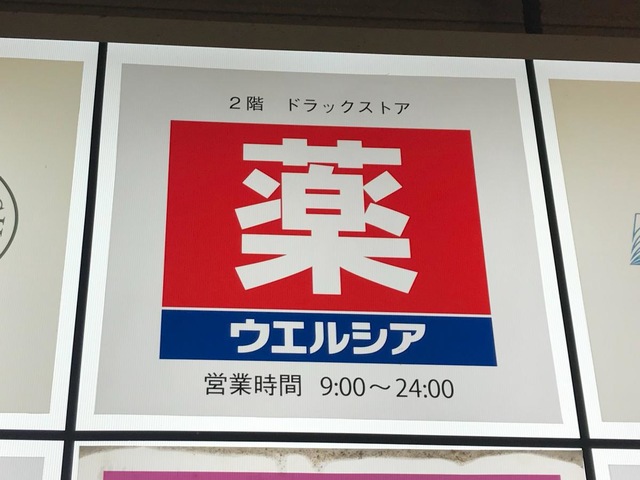 2階 ドラックストア
薬
ウエルシア
営業時間 9:00～24:00